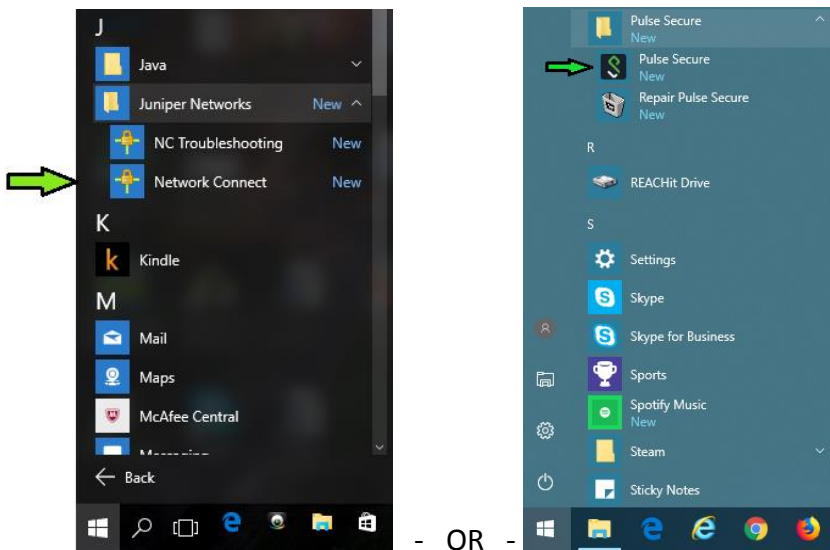 J
Java
Juniper Networks New
NC Troubleshooting New
Network Connect New
K
k Kindle
M
Mail
Maps
McAfee Central
Back
- OR -
Pulse Secure
New
Pulse Secure
New
Repair Pulse Secure
New
R
REACHit Drive
S
Settings
Skype
Skype for Business
Sports
Spotify Music
New
Steam
Sticky Notes